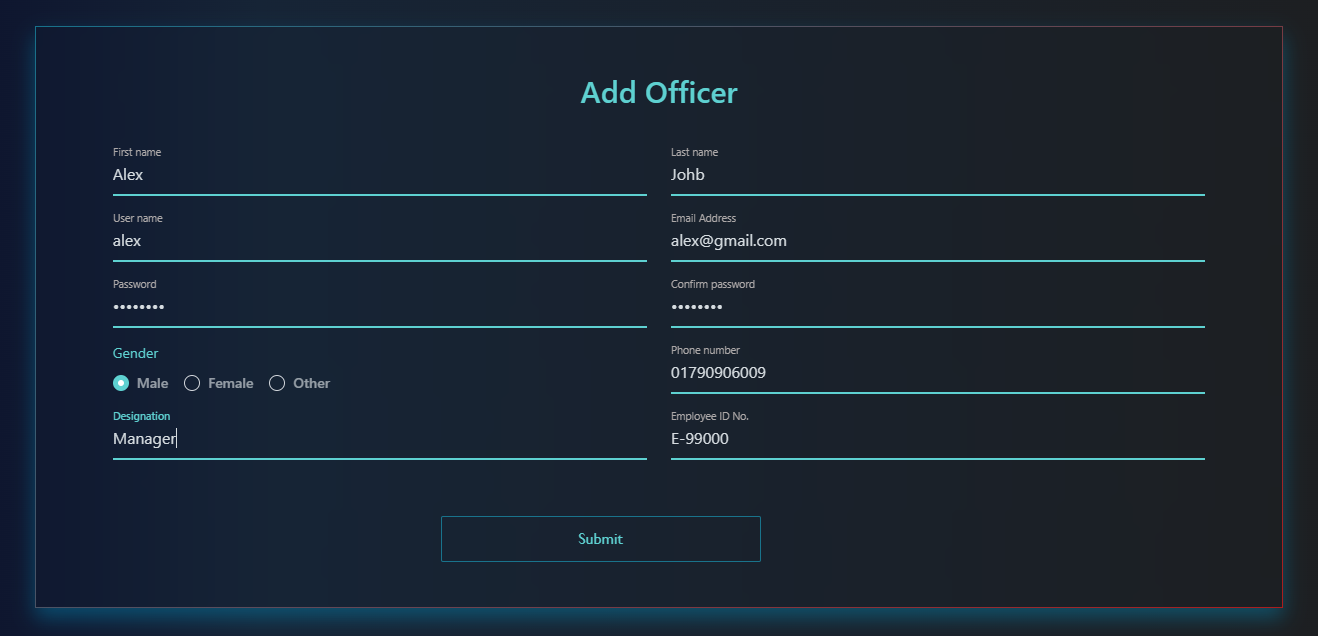 Add Officer
First name
Last name
Alex
Johb
User name
Email Address
alex
alex@gmail.com
Password
Confirm password
••••••••
••••••••
Gender
Phone number
01790906009
Male Female Other
Designation
Employee ID No.
Manager
E-99000
Submit